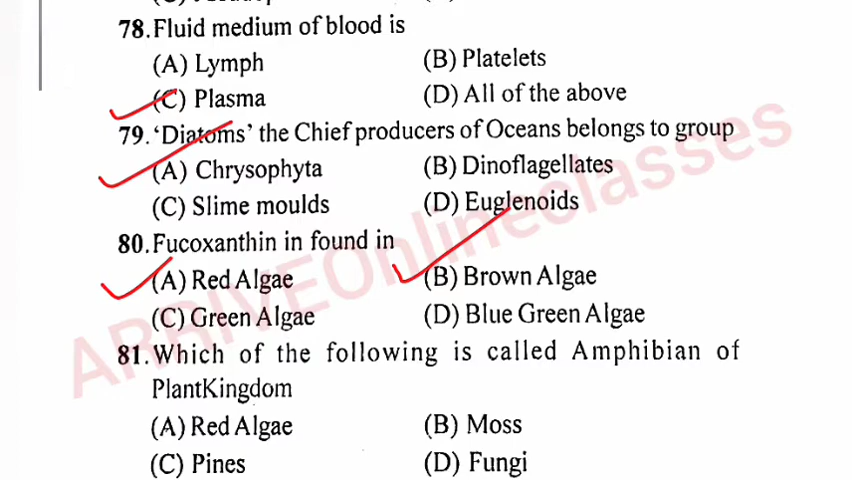 78. Fluid medium of blood is
(A) Lymph (B) Platelets
(C) Plasma (D) All of the above
79. 'Diatoms' the Chief producers of Oceans belongs to group
(A) Chrysophyta (B) Dinoflagellates
(C) Slime moulds (D) Euglenoids
80. Fucoxanthin in found in
(A) Red Algae (B) Brown Algae
(C) Green Algae (D) Blue Green Algae
81. Which of the following is called Amphibian of
PlantKingdom
(A) Red Algae (B) Moss
(C) Pines (D) Fungi
ARRIVEOnlineclasses